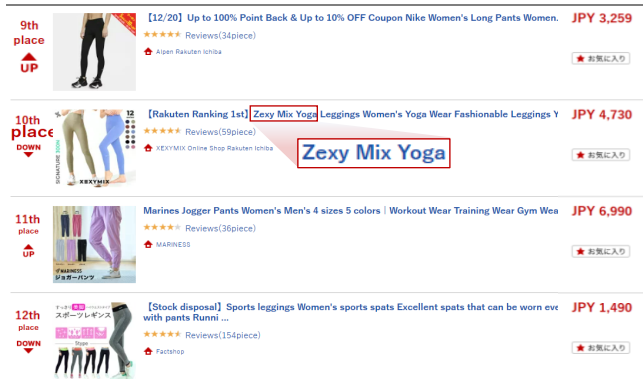 9th
place
UP
【12/20】Up to 100% Point Back & Up to 10% OFF Coupon Nike Women's Long Pants Women.
Reviews(34piece)
Alpen Rakuten Ichiba
JPY 3,259
お気に入り
10th
place
DOWN
12
SIGNATURE
XEXYMIX
【Rakuten Ranking 1st】Zexy Mix Yoga Leggings Women's Yoga Wear Fashionable Leggings Y
Reviews(59piece)
XEXYMIX Online Shop Rakuten Ichiba
Zexy Mix Yoga
JPY 4,730
お気に入り
11th
place
UP
MARINESS
ジョガーパンツ
Marines Jogger Pants Women's Men's 4 sizes 5 colors | Workout Wear Training Wear Gym Wea
Reviews(36piece)
MARINESS
JPY 6,990
お気に入り
12th
place
DOWN
スポーツレギンス
【Stock disposal】Sports leggings Women's sports spats Excellent spats that can be worn eve
with pants Runni ...
Reviews(154piece)
Factshop
JPY 1,490
お気に入り